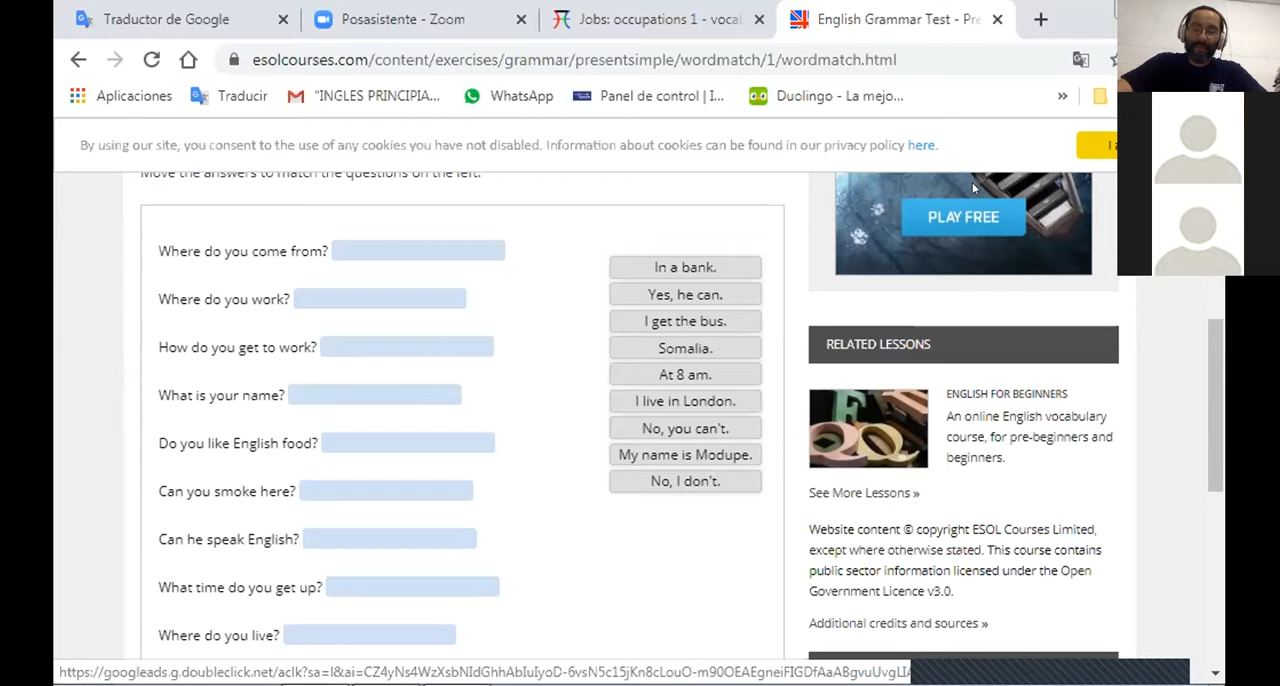 Traductor de Google
Posasistente - Zoom
Jobs: occupations 1 - vocal
English Grammar Test - Pre
esolcourses.com/content/exercises/grammar/presentsimple/wordmatch/1/wordmatch.html
Aplicaciones
Traducir
"INGLES PRINCIPIA...
WhatsApp
Panel de control | I...
Duolingo - La mejo...
»
By using our site, you consent to the use of any cookies you have not disabled. Information about cookies can be found in our privacy policy here.
Move the answers to match the questions on the left.
PLAY FREE
Where do you come from?
Where do you work?
How do you get to work?
What is your name?
Do you like English food?
Can you smoke here?
Can he speak English?
What time do you get up?
Where do you live?
In a bank.
Yes, he can.
I get the bus.
Somalia.
At 8 am.
I live in London.
No, you can't.
My name is Modupe.
No, I don't.
RELATED LESSONS
ENGLISH FOR BEGINNERS
An online English vocabulary
course, for pre-beginners and
beginners.
See More Lessons »
Website content © copyright ESOL Courses Limited,
except where otherwise stated. This course contains
public sector information licensed under the Open
Government Licence v3.0.
Additional credits and sources »